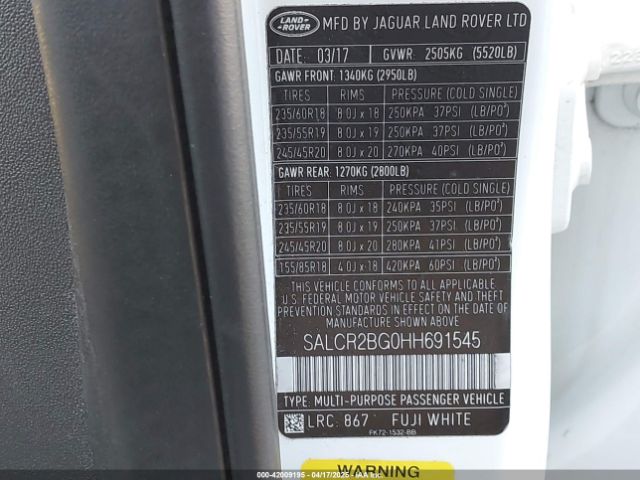 LAND ROVER MFD BY JAGUAR LAND ROVER LTD
DATE: 03/17 GVWR: 2505KG (5520LB)
GAWR FRONT: 1340KG (2950LB)
TIRES RIMS PRESSURE (COLD SINGLE)
235/60R18 8.0J x 18 250KPA 37PSI (LB/PO²)
235/55R19 8.0J x 19 250KPA 37PSI (LB/PO²)
245/45R20 8.0J x 20 270KPA 40PSI (LB/PO²)
GAWR REAR: 1270KG (2800LB)
TIRES RIMS PRESSURE (COLD SINGLE)
235/60R18 8.0J x 18 240KPA 35PSI (LB/PO²)
235/55R19 8.0J x 19 250KPA 37PSI (LB/PO²)
245/45R20 8.0J x 20 280KPA 41PSI (LB/PO²)
155/85R18 4.0J x 18 420KPA 60PSI (LB/PO²)
THIS VEHICLE CONFORMS TO ALL APPLICABLE
U.S. FEDERAL MOTOR VEHICLE SAFETY AND THEFT
PREVENTION STANDARDS IN EFFECT ON THE DATE OF
MANUFACTURE SHOWN ABOVE.
SALCR2BG0HH691545
TYPE: MULTI-PURPOSE PASSENGER VEHICLE
LRC: 867 FUJI WHITE
FK72-1532-BB
WARNING
000-42009195 - 04/17/2025 - IAA Inc.